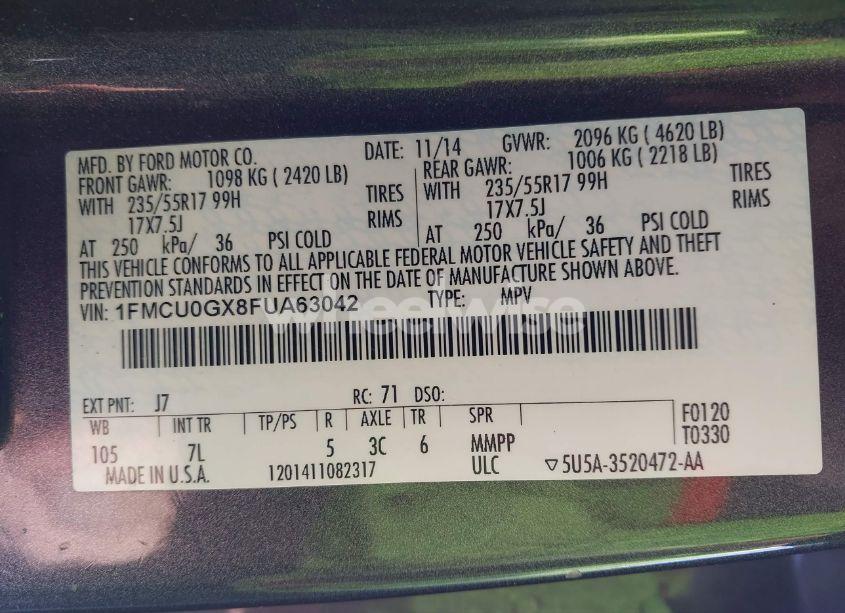 MFD. BY FORD MOTOR CO. DATE: 11/14 GVWR: 2096 KG ( 4620 LB)
FRONT GAWR: 1098 KG ( 2420 LB) REAR GAWR: 1006 KG ( 2218 LB)
WITH 235/55R17 99H TIRES WITH 235/55R17 99H TIRES
17X7.5J RIMS 17X7.5J RIMS
AT 250 kPa/ 36 PSI COLD AT 250 kPa/ 36 PSI COLD
THIS VEHICLE CONFORMS TO ALL APPLICABLE FEDERAL MOTOR VEHICLE SAFETY AND THEFT
PREVENTION STANDARDS IN EFFECT ON THE DATE OF MANUFACTURE SHOWN ABOVE.
VIN: 1FMCU0GX8FUA63042 TYPE: MPV
wheelwise
EXT PNT: J7 RC: 71 DSO:
WB INT TR TP/PS R AXLE TR SPR F0120
105 7L 5 3C 6 MMPP T0330
MADE IN U.S.A. 1201411082317 ULC ▽5U5A-3520472-AA